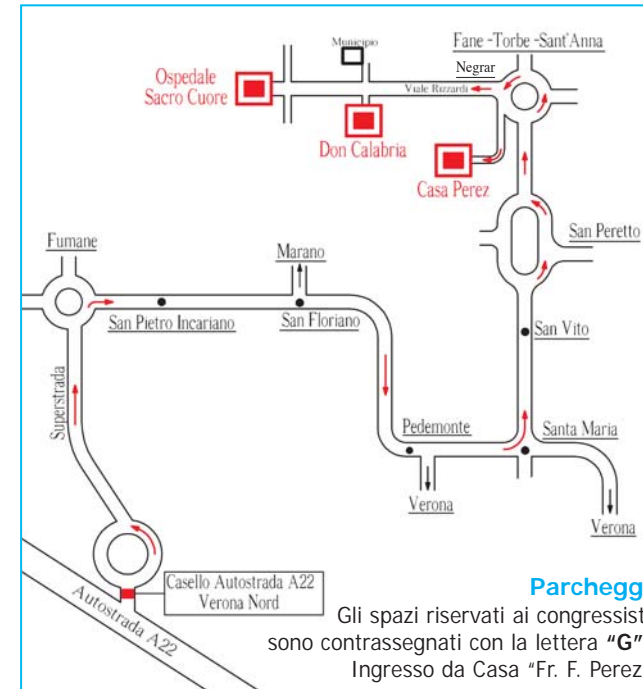 Municipio
Fane -Torbe -Sant'Anna
Negrar
Ospedale
Sacro Cuore
Viale Rizzardi
Don Calabria
Casa Perez
San Peretto
Fumane
Marano
San Pietro Incariano
San Floriano
San Vito
Superstrada
Pedemonte
Santa Maria
Verona
Verona
Casello Autostrada A22
Verona Nord
Autostrada A22
Parchegg
Gli spazi riservati ai congressist
sono contrassegnati con la lettera "G"
Ingresso da Casa "Fr. F. Perez